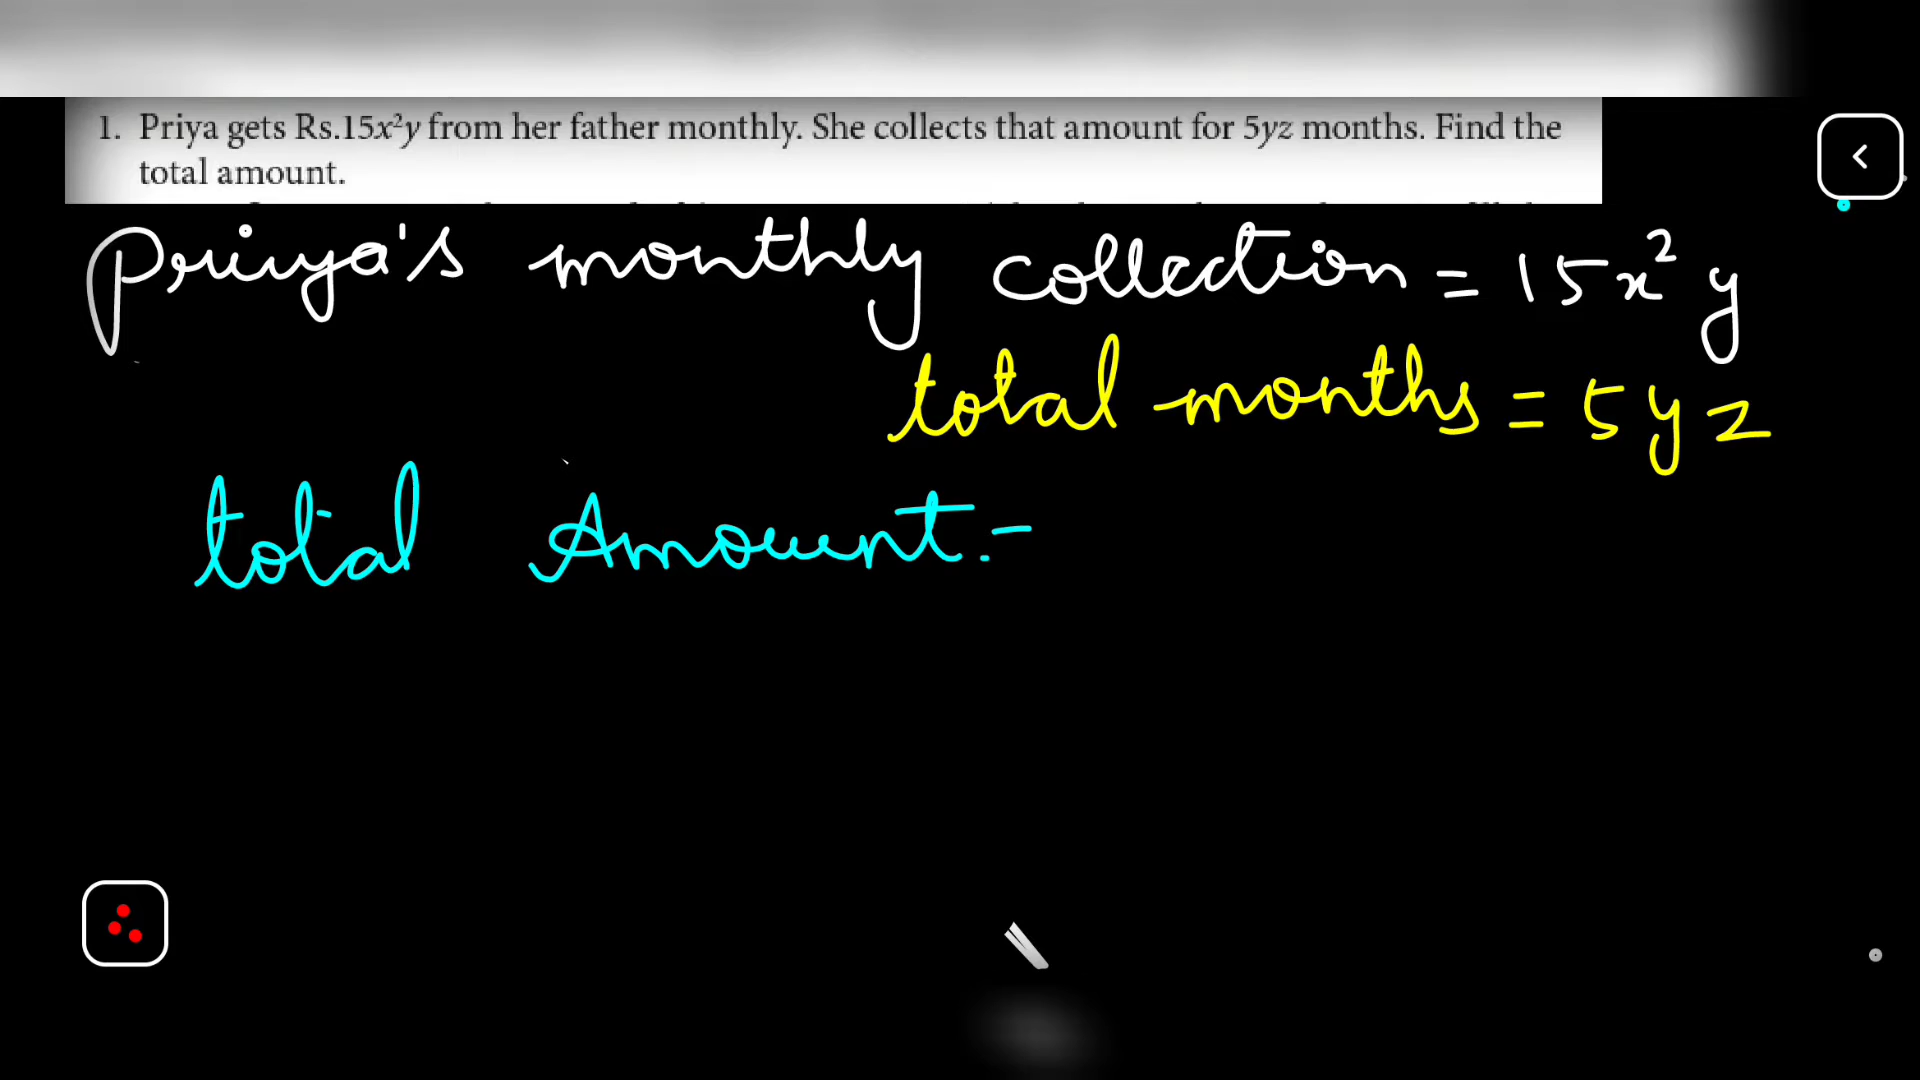 1. Priya gets Rs.15x²y from her father monthly. She collects that amount for 5yz months. Find the
total amount.
Priya's monthly collection = 15x² y
total months = 5yz
total Amount:-